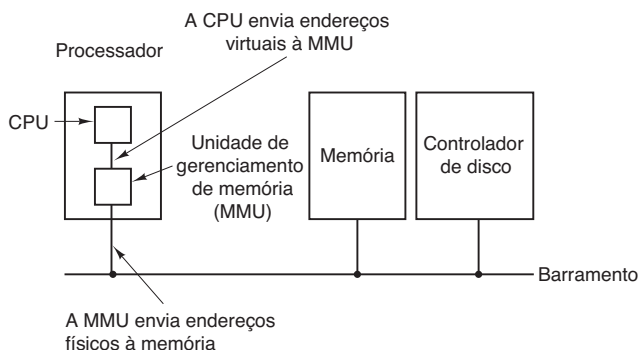 A CPU envia endereços
virtuais à MMU
Processador
CPU
Unidade de
gerenciamento
de memória
(MMU)
Memória
Controlador
de disco
Barramento
A MMU envia endereços
físicos à memória